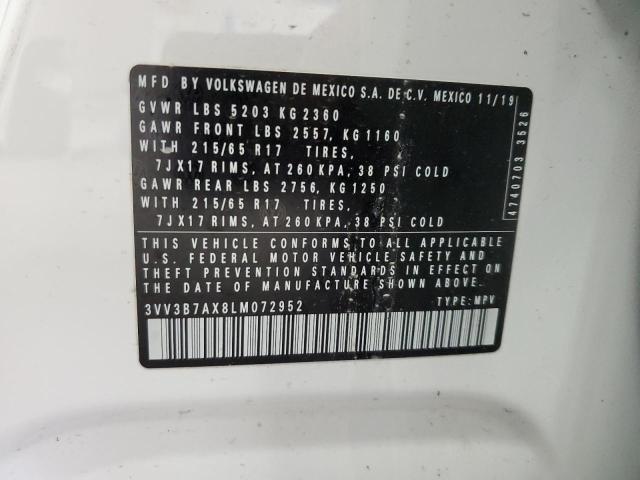 MFD BY VOLKSWAGEN DE MEXICO S.A. DE C.V. MEXICO 11/19
GVWR LBS 5203 KG 2360
GAWR FRONT LBS 2557, KG 1160
WITH 215/65 R17 TIRES,
7JX17 RIMS, AT 260 KPA, 38 PSI COLD
GAWR REAR LBS 2756, KG 1250
WITH 215/65 R17 TIRES,
7JX17 RIMS, AT 260 KPA, 38 PSI COLD
4740703 3526
THIS VEHICLE CONFORMS TO ALL APPLICABLE
U.S. FEDERAL MOTOR VEHICLE SAFETY AND
THEFT PREVENTION STANDARDS IN EFFECT ON
THE DATE OF MANUFACTURE SHOWN ABOVE
3VV3B7AX8LM072952 TYPE: MPV